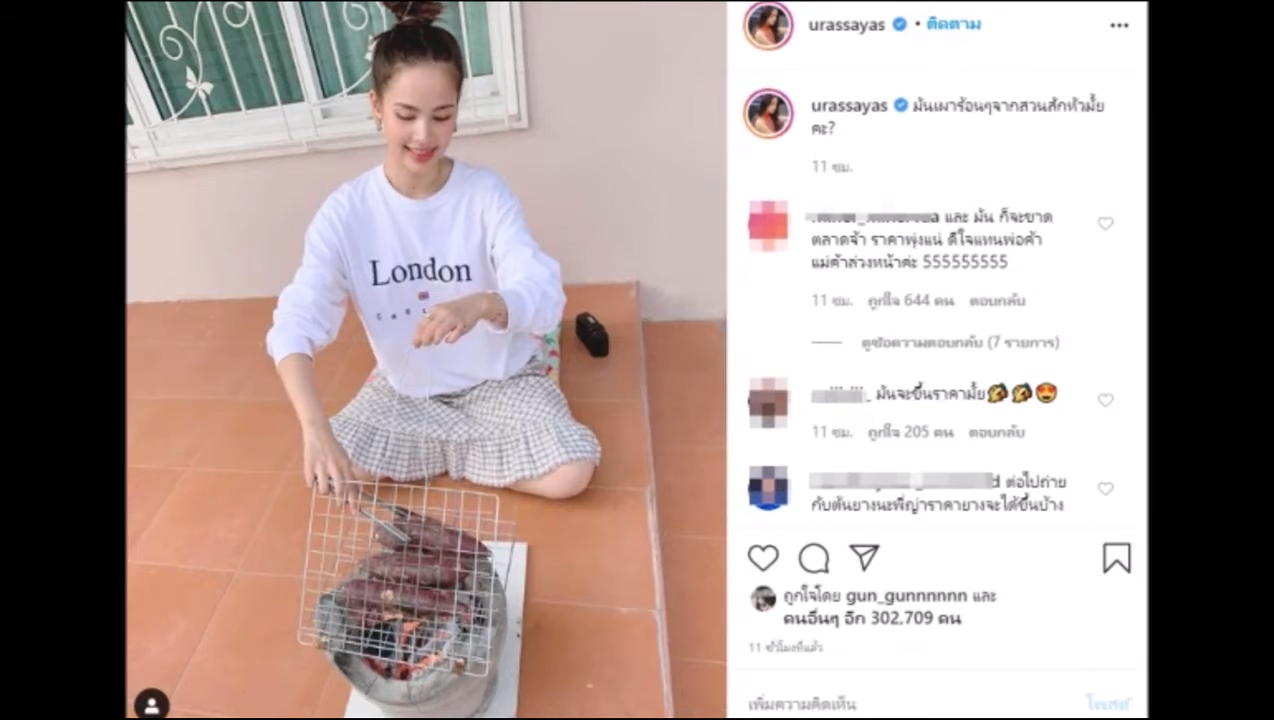 London
urassayas • ติดตาม
urassayas มันเผาร้อนๆจากสวนสักหัวมั้ย
คะ?
11 ชม.
และ มัน ก็จะขาด
ตลาดจ้า ราคาพุ่งแน่ ดีใจแทนพ่อค้า
แม่ค้าล่วงหน้าค่ะ 555555555
11 ชม. ถูกใจ 644 คน ตอบกลับ
ดูข้อความตอบกลับ (7 รายการ)
มันจะขึ้นราคามั้ย
11 ชม. ถูกใจ 205 คน ตอบกลับ
ต่อไปถ่าย
กับต้นยางนะพี่ญ่าราคายางจะได้ขึ้นบ้าง
ถูกใจโดย gun_gunnnnnn และ
คนอื่นๆ อีก 302,709 คน
11 ชั่วโมงที่แล้ว
เพิ่มความคิดเห็น
โพสต์